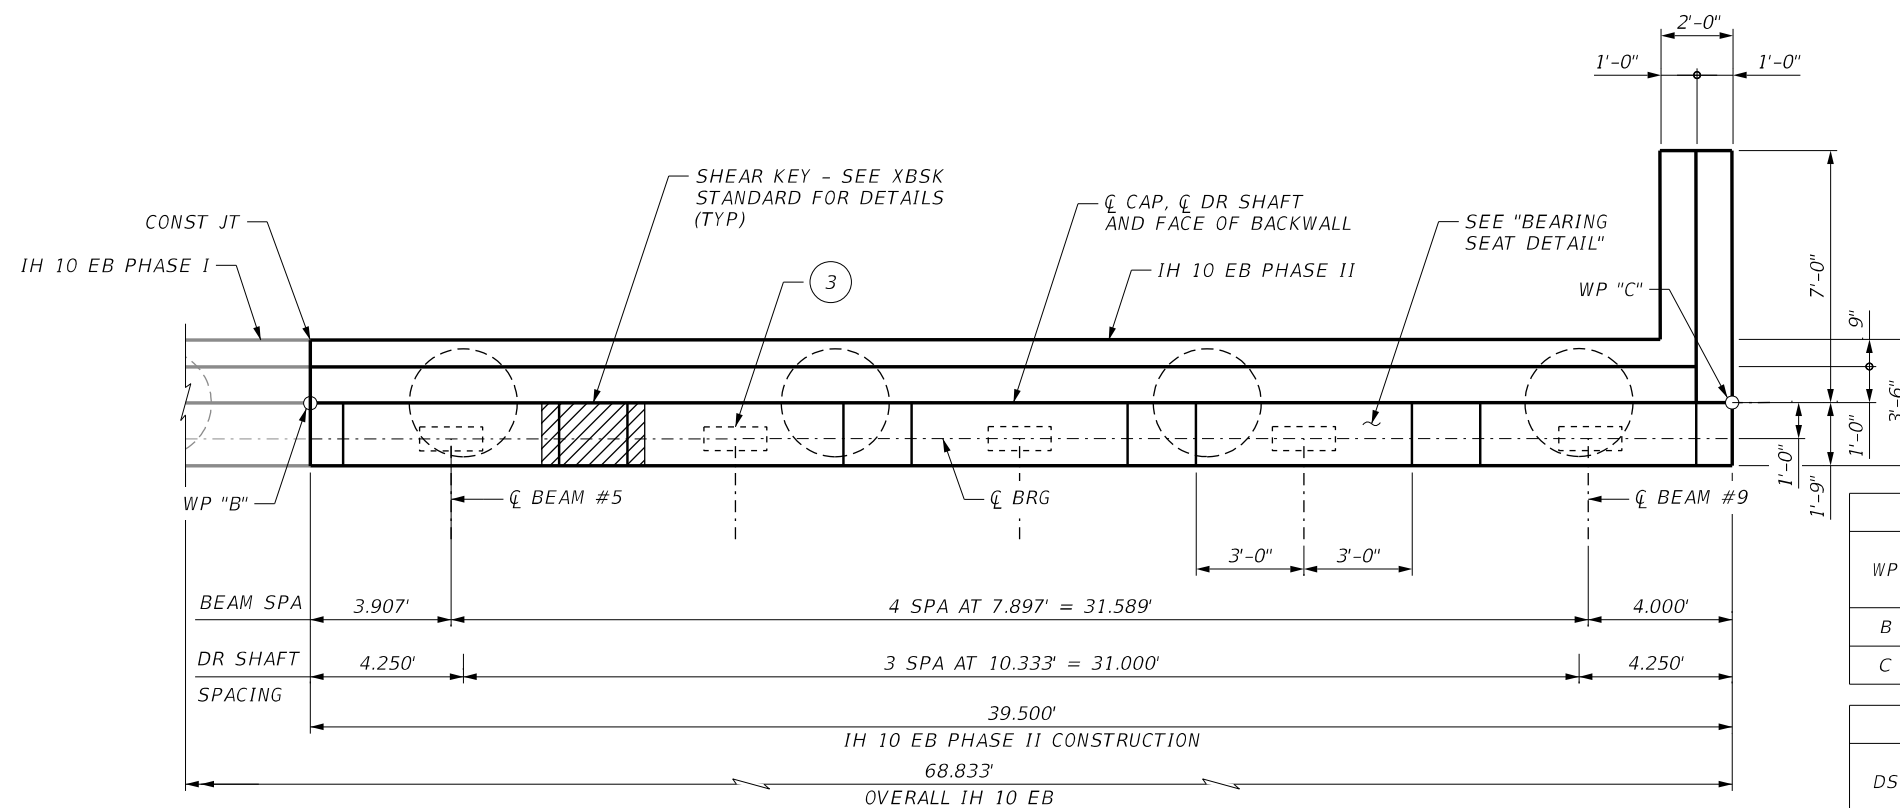 2'-0"
1'-0"
1'-0"
SHEAR KEY - SEE XBSK
STANDARD FOR DETAILS
(TYP)
℄ CAP, ℄ DR SHAFT
AND FACE OF BACKWALL
SEE "BEARING
SEAT DETAIL"
CONST JT
IH 10 EB PHASE I
3
IH 10 EB PHASE II
WP "C"
7'-0"
9"
3'-6"
1'-0"
1'-0"
1'-9"
WP "B"
℄ BEAM #5
℄ BRG
℄ BEAM #9
3'-0"
3'-0"
BEAM SPA
3.907'
4 SPA AT 7.897' = 31.589'
4.000'
DR SHAFT
SPACING
4.250'
3 SPA AT 10.333' = 31.000'
4.250'
39.500'
IH 10 EB PHASE II CONSTRUCTION
68.833'
OVERALL IH 10 EB
WP
B
C
DS